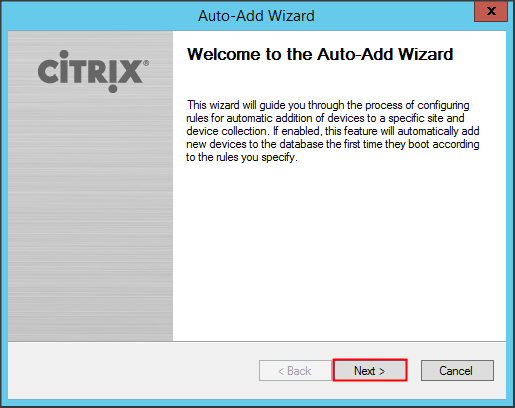 Auto-Add Wizard
x
CİTRIX®
Welcome to the Auto-Add Wizard
This wizard will guide you through the process of configuring
rules for automatic addition of devices to a specific site and
device collection. If enabled, this feature will automatically add
new devices to the database the first time they boot according
to the rules you specify.
< Back
Next >
Cancel